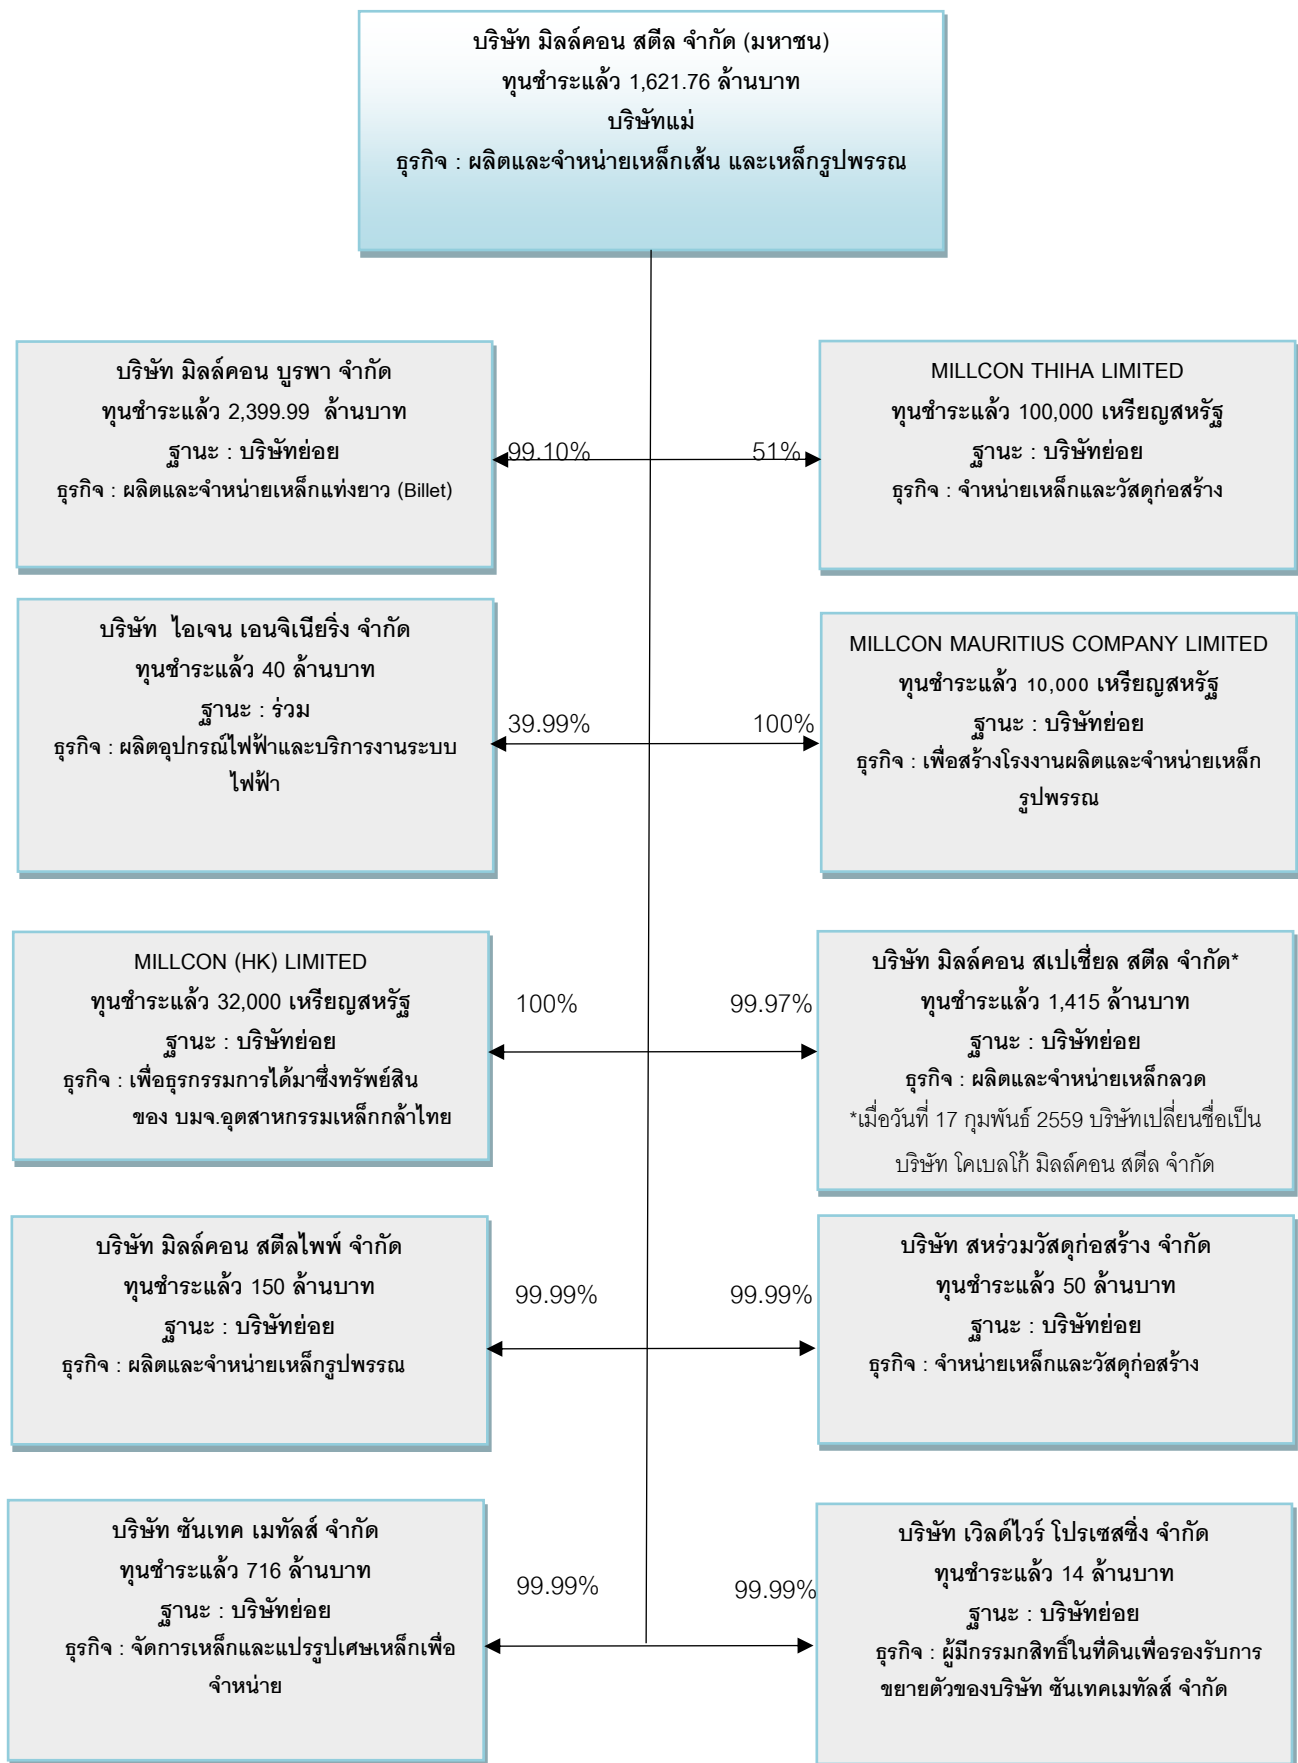 บริษัท มิลล์คอน สตีล จำกัด (มหาชน)
ทุนชำระแล้ว 1,621.76 ล้านบาท
บริษัทแม่
ธุรกิจ : ผลิตและจำหน่ายเหล็กเส้น และเหล็กรูปพรรณ
บริษัท มิลล์คอน บูรพา จำกัด
ทุนชำระแล้ว 2,399.99 ล้านบาท
ฐานะ : บริษัทย่อย
ธุรกิจ : ผลิตและจำหน่ายเหล็กแท่งยาว (Billet)
99.10%
51%
MILLCON THIHA LIMITED
ทุนชำระแล้ว 100,000 เหรียญสหรัฐ
ฐานะ : บริษัทย่อย
ธุรกิจ : จำหน่ายเหล็กและวัสดุก่อสร้าง
บริษัท ไอเจน เอนจิเนียริ่ง จำกัด
ทุนชำระแล้ว 40 ล้านบาท
ฐานะ : ร่วม
ธุรกิจ : ผลิตอุปกรณ์ไฟฟ้าและบริการงานระบบ
ไฟฟ้า
39.99%
100%
MILLCON MAURITIUS COMPANY LIMITED
ทุนชำระแล้ว 10,000 เหรียญสหรัฐ
ฐานะ : บริษัทย่อย
ธุรกิจ : เพื่อสร้างโรงงานผลิตและจำหน่ายเหล็ก
รูปพรรณ
MILLCON (HK) LIMITED
ทุนชำระแล้ว 32,000 เหรียญสหรัฐ
ฐานะ : บริษัทย่อย
ธุรกิจ : เพื่อธุรกรรมการได้มาซึ่งทรัพย์สิน
ของ บมจ.อุตสาหกรรมเหล็กกล้าไทย
100%
99.97%
บริษัท มิลล์คอน สเปเชี่ยล สตีล จำกัด*
ทุนชำระแล้ว 1,415 ล้านบาท
ฐานะ : บริษัทย่อย
ธุรกิจ : ผลิตและจำหน่ายเหล็กลวด
*เมื่อวันที่ 17 กุมพันธ์ 2559 บริษัทเปลี่ยนชื่อเป็น
บริษัท โคเบลโก้ มิลล์คอน สตีล จำกัด
บริษัท มิลล์คอน สตีลไพพ์ จำกัด
ทุนชำระแล้ว 150 ล้านบาท
ฐานะ : บริษัทย่อย
ธุรกิจ : ผลิตและจำหน่ายเหล็กรูปพรรณ
99.99%
99.99%
บริษัท สหร่วมวัสดุก่อสร้าง จำกัด
ทุนชำระแล้ว 50 ล้านบาท
ฐานะ : บริษัทย่อย
ธุรกิจ : จำหน่ายเหล็กและวัสดุก่อสร้าง
บริษัท ซันเทค เมทัลส์ จำกัด
ทุนชำระแล้ว 716 ล้านบาท
ฐานะ : บริษัทย่อย
ธุรกิจ : จัดการเหล็กและแปรรูปเศษเหล็กเพื่อ
จำหน่าย
99.99%
99.99%
บริษัท เวิลด์ไวร์ โปรเซสซิ่ง จำกัด
ทุนชำระแล้ว 14 ล้านบาท
ฐานะ : บริษัทย่อย
ธุรกิจ : ผู้มีกรรมกสิทธิ์ในที่ดินเพื่อรองรับการ
ขยายตัวของบริษัท ซันเทคเมทัลส์ จำกัด